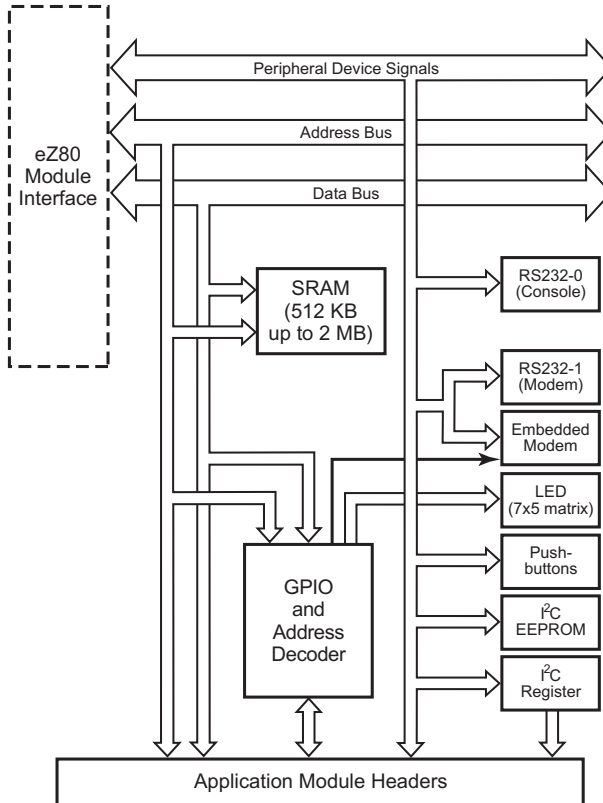 Peripheral Device Signals
Address Bus
Data Bus
eZ80
Module
Interface
SRAM
(512 KB
up to 2 MB)
RS232-0
(Console)
RS232-1
(Modem)
Embedded
Modem
LED
(7x5 matrix)
Push-
buttons
I²C
EEPROM
I²C
Register
GPIO
and
Address
Decoder
Application Module Headers